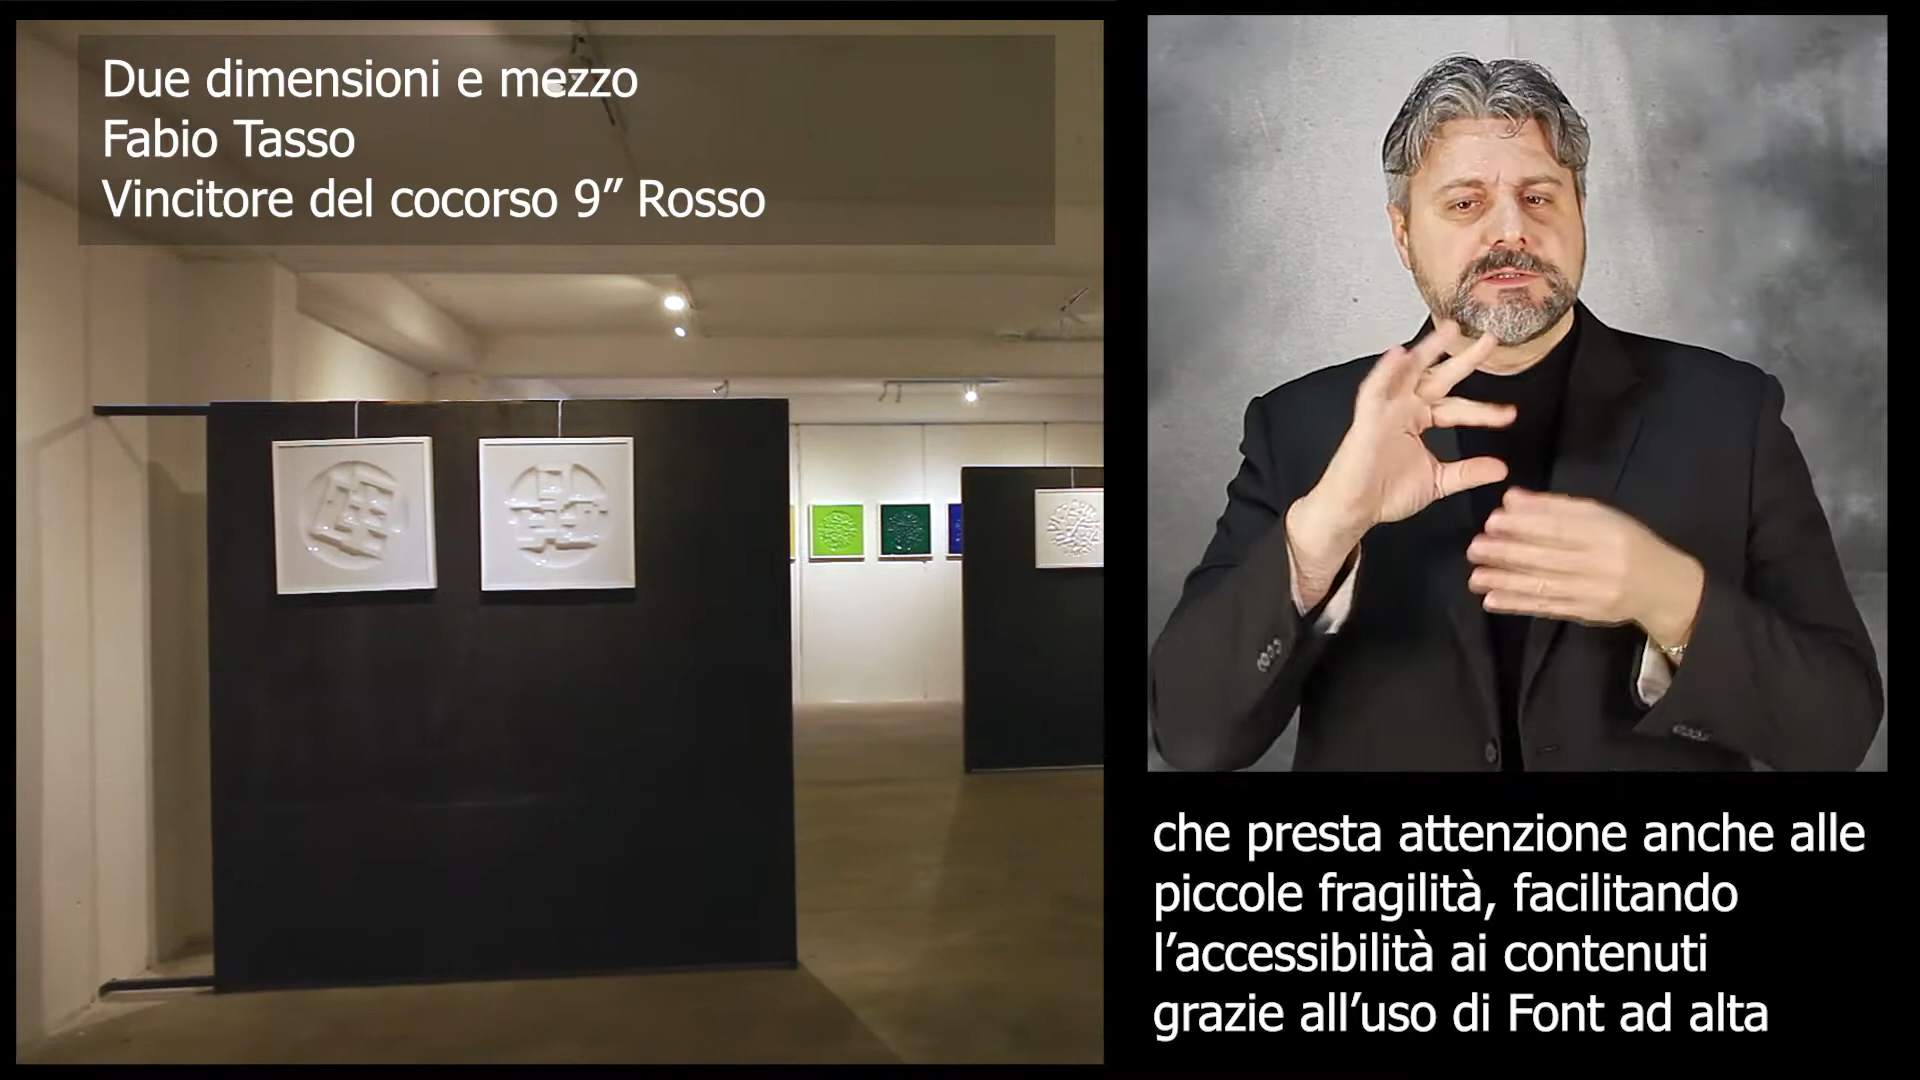 Due dimensioni e mezzo
Fabio Tasso
Vincitore del cocorso 9” Rosso
che presta attenzione anche alle
piccole fragilità, facilitando
l’accessibilità ai contenuti
grazie all’uso di Font ad alta